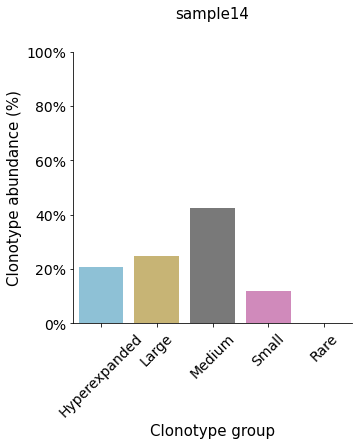 sample14
100%
80%
60%
40%
20%
0%
Clonotype abundance (%)
Hyperexpanded
Large
Medium
Small
Rare
Clonotype group